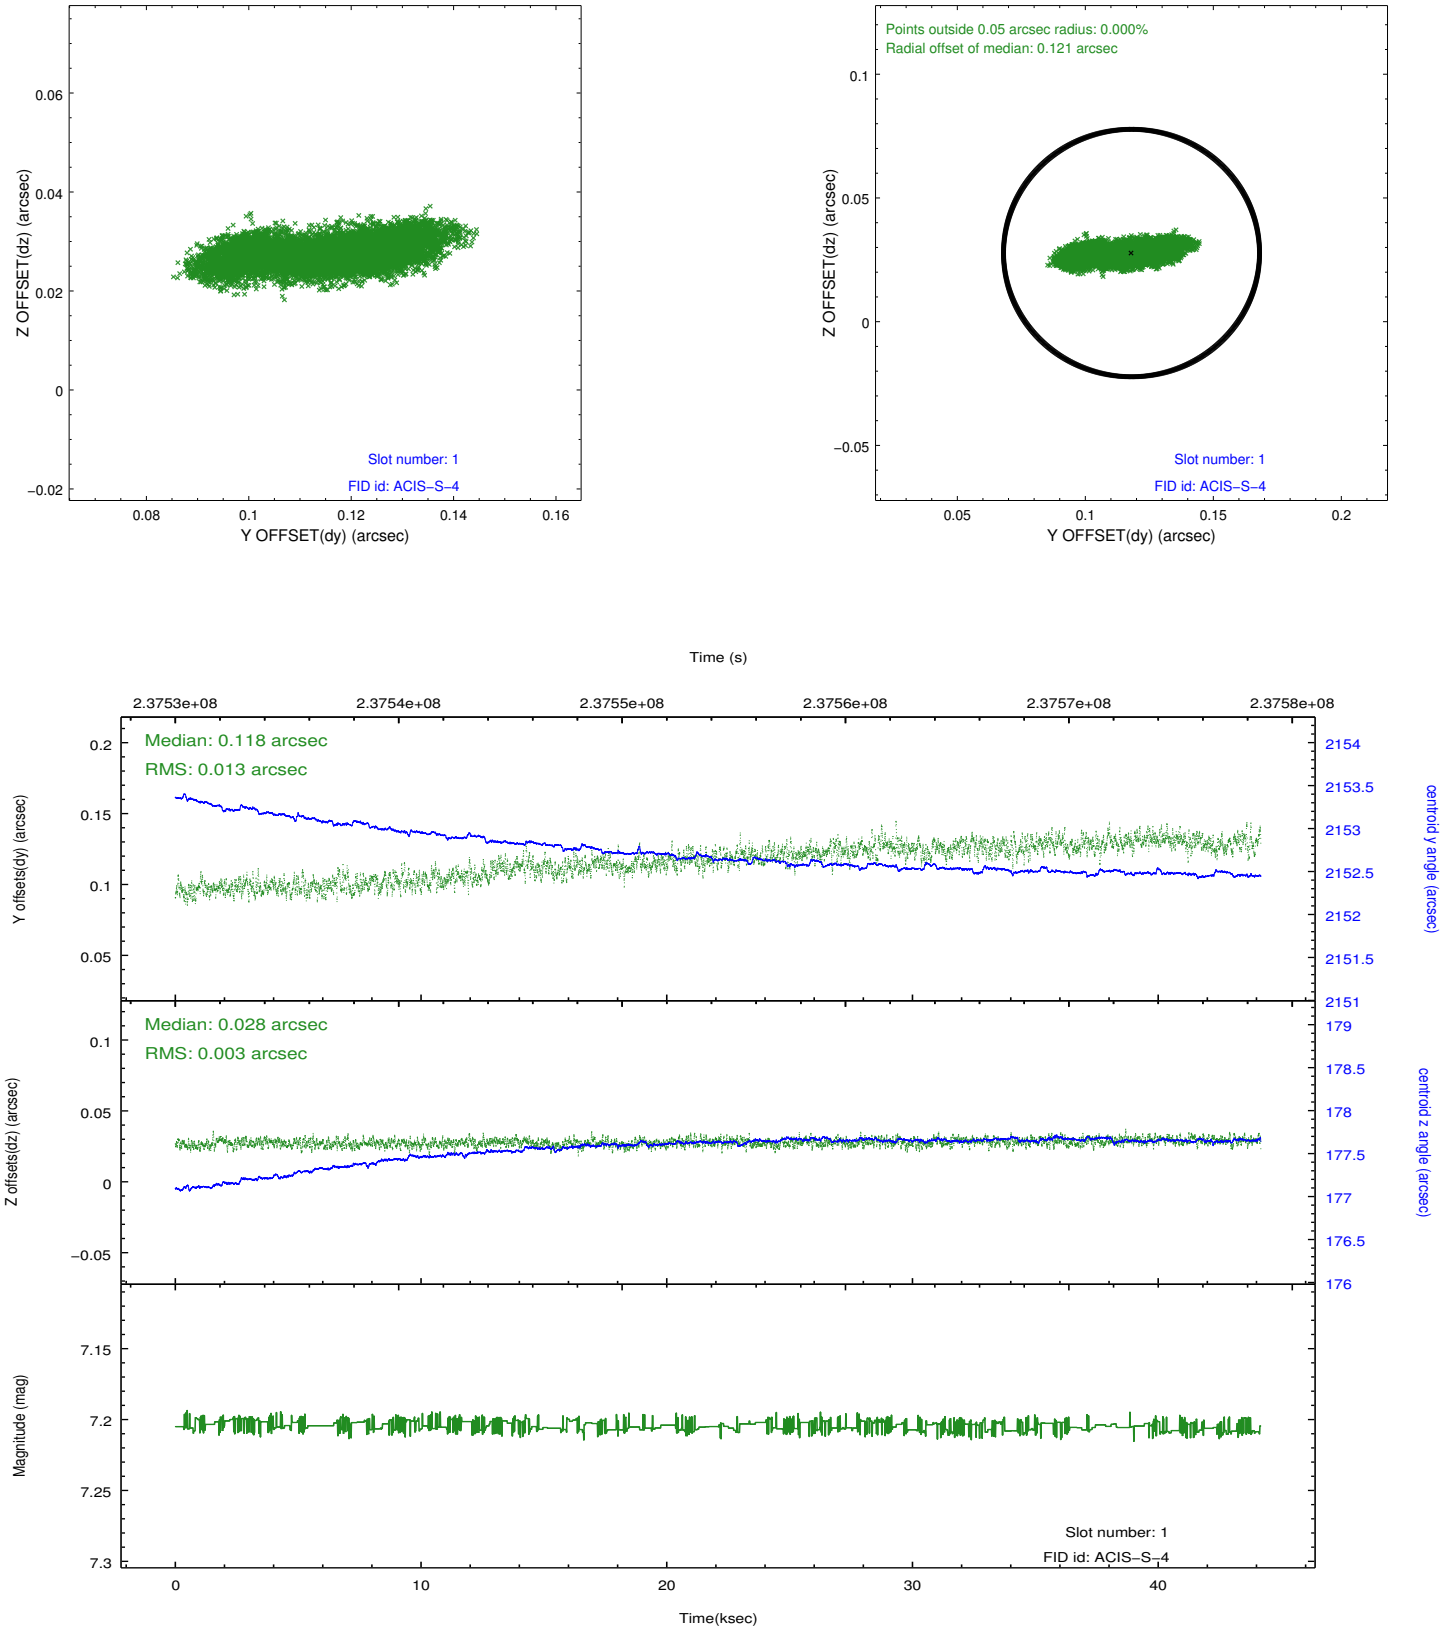 0.06
0.04
0.02
0
−0.02
Z OFFSET(dz) (arcsec)
Slot number: 1
FID id: ACIS−S−4
0.08 0.1 0.12 0.14 0.16
Y OFFSET(dy) (arcsec)
Points outside 0.05 arcsec radius: 0.000%
Radial offset of median: 0.121 arcsec
0.1
0.05
0
−0.05
Z OFFSET(dz) (arcsec)
Slot number: 1
FID id: ACIS−S−4
0.05 0.1 0.15 0.2
Y OFFSET(dy) (arcsec)
Time (s)
2.3753e+08 2.3754e+08 2.3755e+08 2.3756e+08 2.3757e+08 2.3758e+08
Median: 0.118 arcsec
RMS: 0.013 arcsec
0.2
0.15
0.1
0.05
Y offsets(dy) (arcsec)
2154
2153.5
2153
2152.5
2152
2151.5
2151
centroid y angle (arcsec)
Median: 0.028 arcsec
RMS: 0.003 arcsec
0.1
0.05
0
−0.05
Z offsets(dz) (arcsec)
179
178.5
178
177.5
177
176.5
176
centroid z angle (arcsec)
7.15
7.2
7.25
7.3
Magnitude (mag)
Slot number: 1
FID id: ACIS−S−4
0 10 20 30 40
Time(ksec)